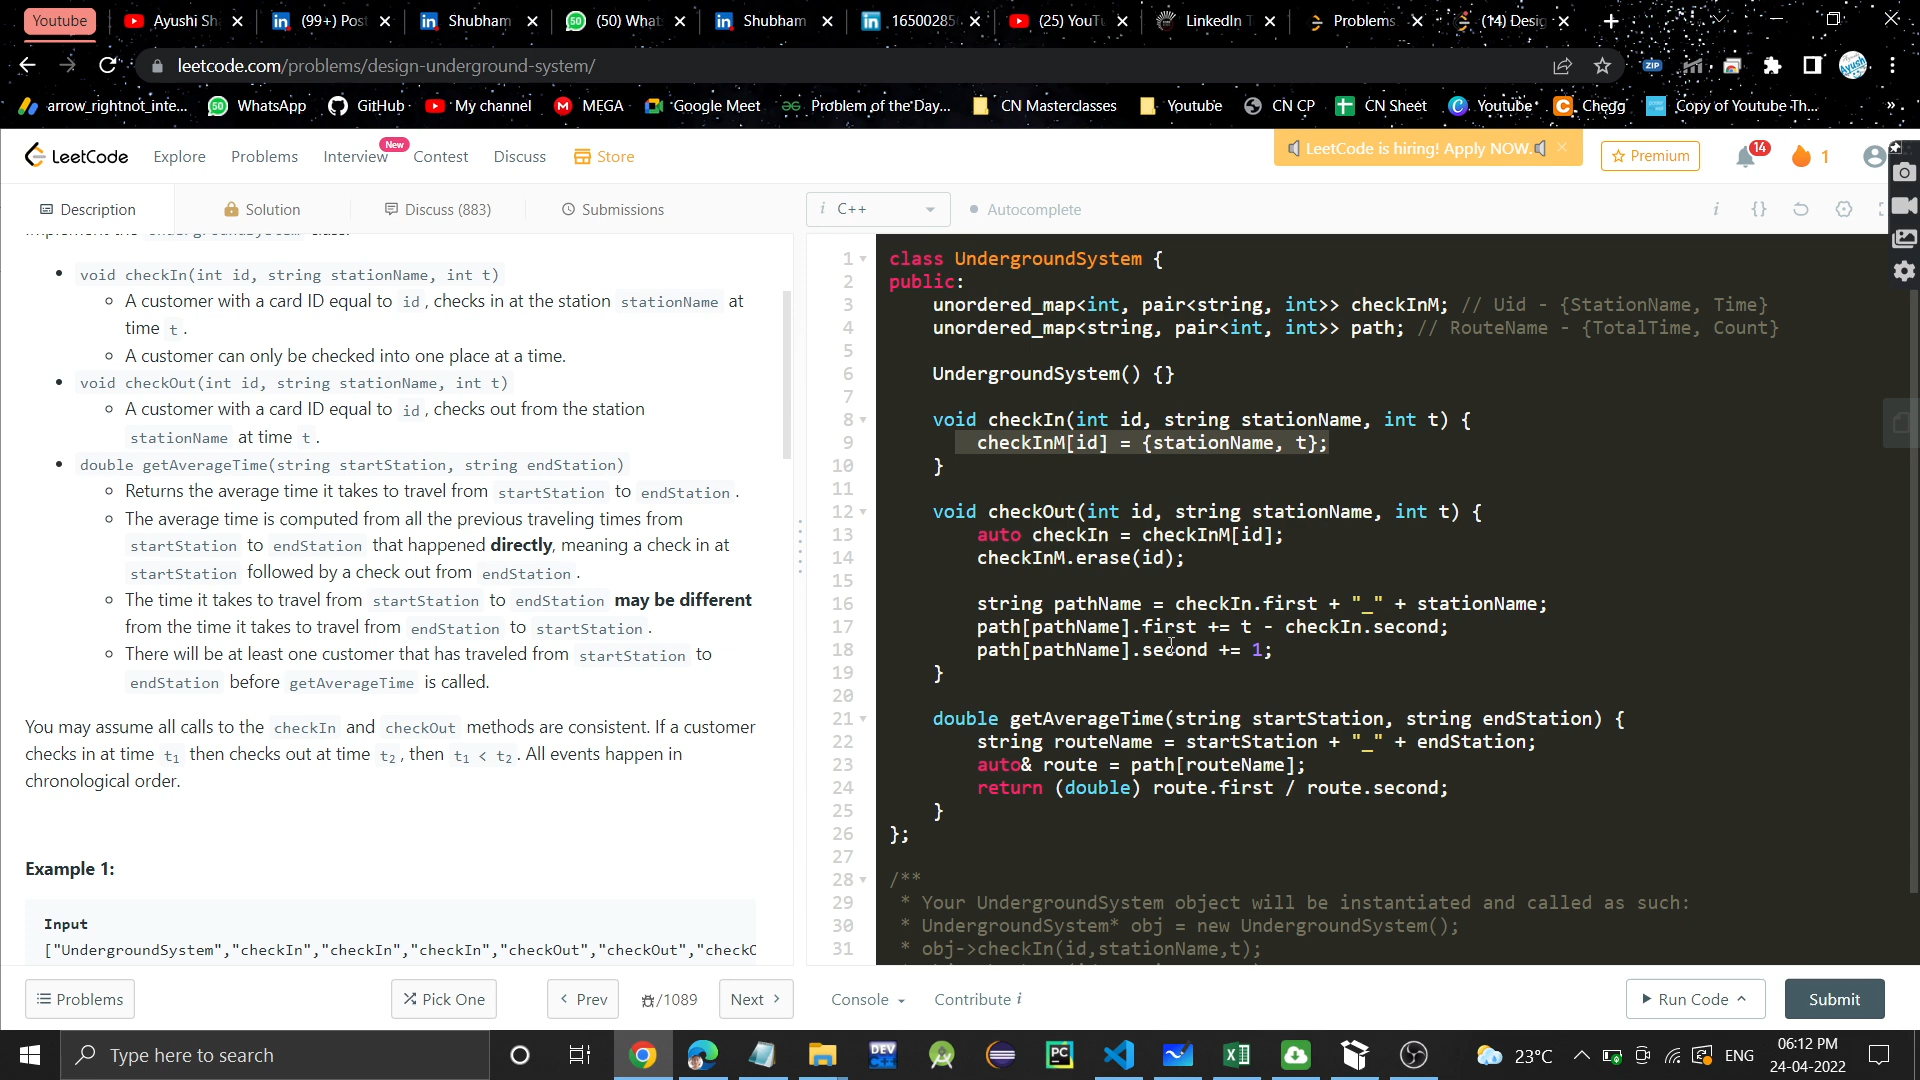 Youtube
Ayushi Sh
(99+) Post
Shubham
(50) What
Shubham
16500285
(25) YouTu
LinkedIn T
Problems
(14) Desig
leetcode.com/problems/design-underground-system/
arrow_rightnot_inte...
WhatsApp
GitHub
My channel
MEGA
Google Meet
Problem of the Day...
CN Masterclasses
Youtube
CN CP
CN Sheet
Youtube
Chegg
Copy of Youtube Th...
LeetCode
Explore
Problems
Interview
New
Contest
Discuss
Store
LeetCode is hiring! Apply NOW.
Premium
14
1
Description
Solution
Discuss (883)
Submissions
i C++
Autocomplete
void checkIn(int id, string stationName, int t)
A customer with a card ID equal to id, checks in at the station stationName at
time t.
A customer can only be checked into one place at a time.
void checkOut(int id, string stationName, int t)
A customer with a card ID equal to id, checks out from the station
stationName at time t.
double getAverageTime(string startStation, string endStation)
Returns the average time it takes to travel from startStation to endStation.
The average time is computed from all the previous traveling times from
startStation to endStation that happened directly, meaning a check in at
startStation followed by a check out from endStation.
The time it takes to travel from startStation to endStation may be different
from the time it takes to travel from endStation to startStation.
There will be at least one customer that has traveled from startStation to
endStation before getAverageTime is called.
You may assume all calls to the checkIn and checkOut methods are consistent. If a customer
checks in at time t1 then checks out at time t2, then t1 < t2. All events happen in
chronological order.
Example 1:
Input
["UndergroundSystem","checkIn","checkIn","checkIn","checkOut","checkOut","checkO
1 class UndergroundSystem {
2 public:
3 unordered_map<int, pair<string, int>> checkInM; // Uid - {StationName, Time}
4 unordered_map<string, pair<int, int>> path; // RouteName - {TotalTime, Count}
5
6 UndergroundSystem() {}
7
8 void checkIn(int id, string stationName, int t) {
9 checkInM[id] = {stationName, t};
10 }
11
12 void checkOut(int id, string stationName, int t) {
13 auto checkIn = checkInM[id];
14 checkInM.erase(id);
15
16 string pathName = checkIn.first + "_" + stationName;
17 path[pathName].first += t - checkIn.second;
18 path[pathName].second += 1;
19 }
20
21 double getAverageTime(string startStation, string endStation) {
22 string routeName = startStation + "_" + endStation;
23 auto& route = path[routeName];
24 return (double) route.first / route.second;
25 }
26 };
27
28 /**
29 * Your UndergroundSystem object will be instantiated and called as such:
30 * UndergroundSystem* obj = new UndergroundSystem();
31 * obj->checkIn(id,stationName,t);
Problems
Pick One
Prev
/1089
Next
Console
Contribute i
Run Code
Submit
Type here to search
23°C
ENG
06:12 PM
24-04-2022